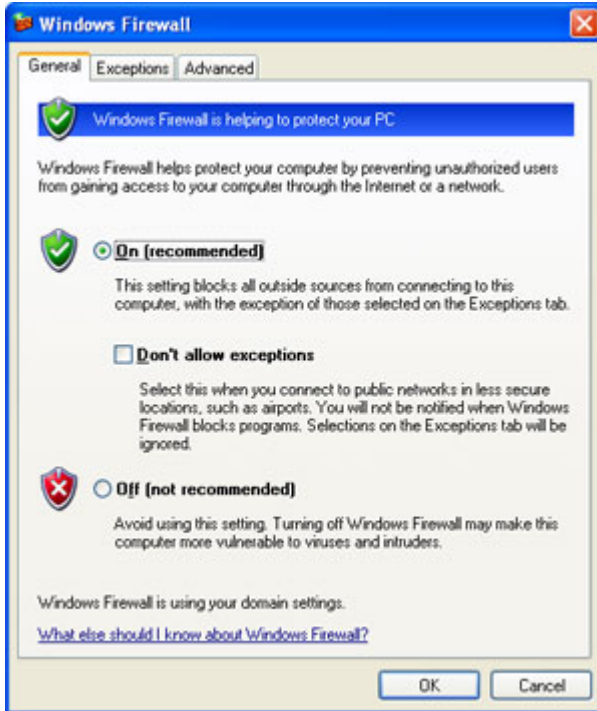 Windows Firewall
General Exceptions Advanced
Windows Firewall is helping to protect your PC
Windows Firewall helps protect your computer by preventing unauthorized users
from gaining access to your computer through the Internet or a network.
On (recommended)
This setting blocks all outside sources from connecting to this
computer, with the exception of those selected on the Exceptions tab.
Don't allow exceptions
Select this when you connect to public networks in less secure
locations, such as airports. You will not be notified when Windows
Firewall blocks programs. Selections on the Exceptions tab will be
ignored.
Off (not recommended)
Avoid using this setting. Turning off Windows Firewall may make this
computer more vulnerable to viruses and intruders.
Windows Firewall is using your domain settings.
What else should I know about Windows Firewall?
OK Cancel